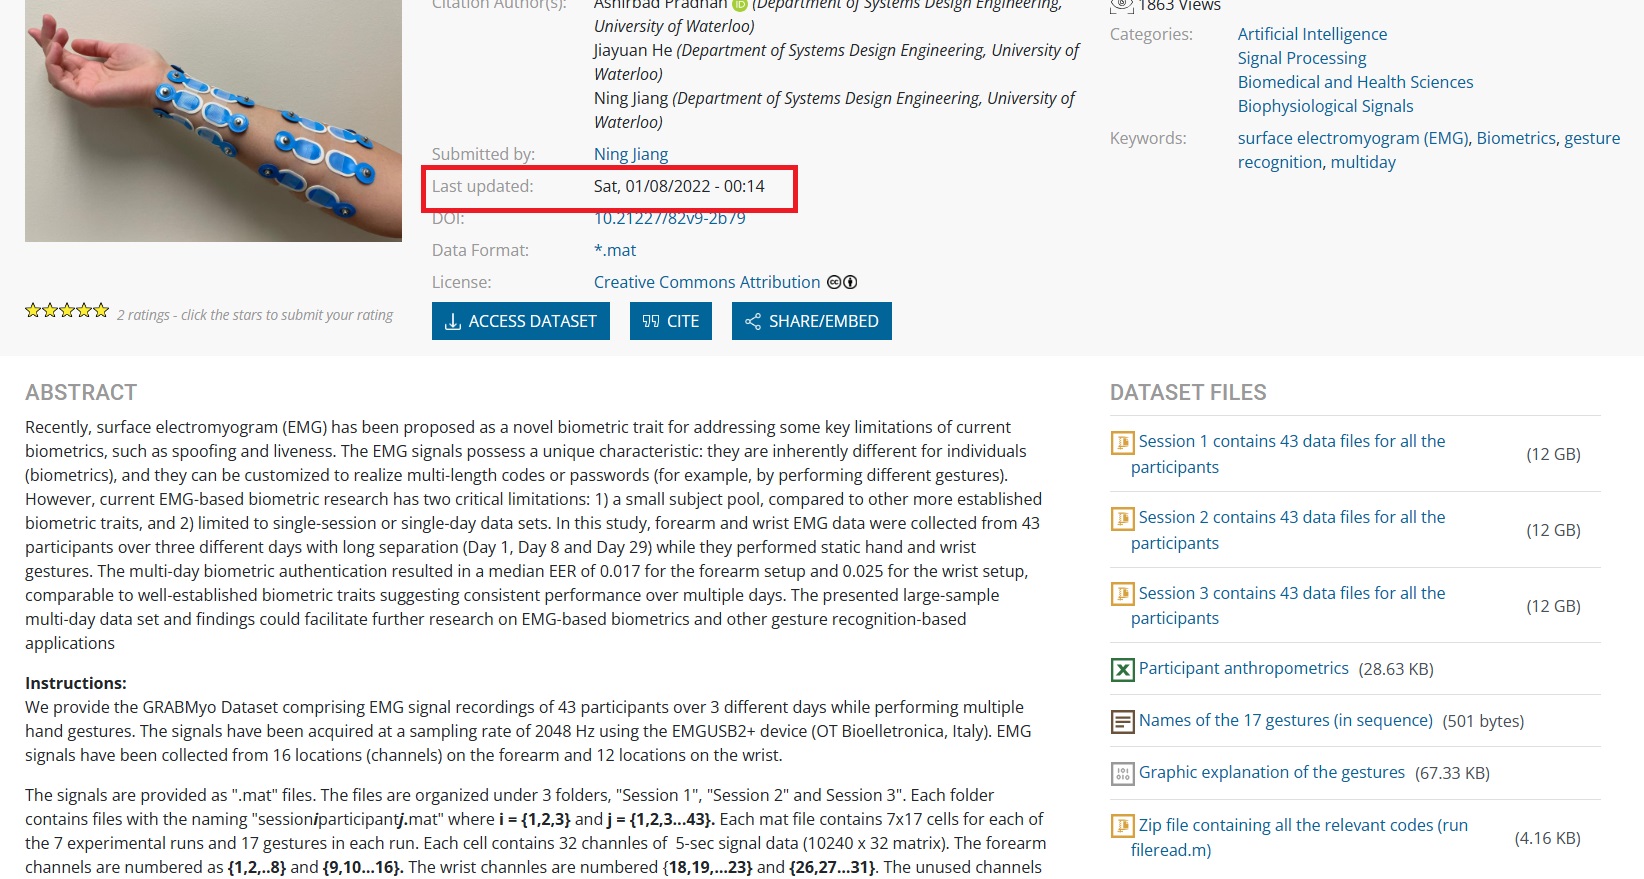 Citation Author(s): Ashirbad Pradhan (Department of Systems Design Engineering,
University of Waterloo)
Jiayuan He (Department of Systems Design Engineering, University of
Waterloo)
Ning Jiang (Department of Systems Design Engineering, University of
Waterloo)
Submitted by: Ning Jiang
Last updated: Sat, 01/08/2022 - 00:14
DOI: 10.21227/82v9-2b79
Data Format: *.mat
License: Creative Commons Attribution
2 ratings - click the stars to submit your rating
ACCESS DATASET
CITE
SHARE/EMBED
1863 Views
Categories: Artificial Intelligence
Signal Processing
Biomedical and Health Sciences
Biophysiological Signals
Keywords: surface electromyogram (EMG), Biometrics, gesture
recognition, multiday
ABSTRACT
Recently, surface electromyogram (EMG) has been proposed as a novel biometric trait for addressing some key limitations of current
biometrics, such as spoofing and liveness. The EMG signals possess a unique characteristic: they are inherently different for individuals
(biometrics), and they can be customized to realize multi-length codes or passwords (for example, by performing different gestures).
However, current EMG-based biometric research has two critical limitations: 1) a small subject pool, compared to other more established
biometric traits, and 2) limited to single-session or single-day data sets. In this study, forearm and wrist EMG data were collected from 43
participants over three different days with long separation (Day 1, Day 8 and Day 29) while they performed static hand and wrist
gestures. The multi-day biometric authentication resulted in a median EER of 0.017 for the forearm setup and 0.025 for the wrist setup,
comparable to well-established biometric traits suggesting consistent performance over multiple days. The presented large-sample
multi-day data set and findings could facilitate further research on EMG-based biometrics and other gesture recognition-based
applications
Instructions:
We provide the GRABMyo Dataset comprising EMG signal recordings of 43 participants over 3 different days while performing multiple
hand gestures. The signals have been acquired at a sampling rate of 2048 Hz using the EMGUSB2+ device (OT Bioelletronica, Italy). EMG
signals have been collected from 16 locations (channels) on the forearm and 12 locations on the wrist.
The signals are provided as ".mat" files. The files are organized under 3 folders, "Session 1", "Session 2" and Session 3". Each folder
contains files with the naming "sessioniparticipantj.mat" where i = {1,2,3} and j = {1,2,3...43}. Each mat file contains 7x17 cells for each of
the 7 experimental runs and 17 gestures in each run. Each cell contains 32 channles of 5-sec signal data (10240 x 32 matrix). The forearm
channels are numbered as {1,2,..8} and {9,10...16}. The wrist channles are numbered {18,19,...23} and {26,27...31}. The unused channels
DATASET FILES
Session 1 contains 43 data files for all the
participants (12 GB)
Session 2 contains 43 data files for all the
participants (12 GB)
Session 3 contains 43 data files for all the
participants (12 GB)
Participant anthropometrics (28.63 KB)
Names of the 17 gestures (in sequence) (501 bytes)
Graphic explanation of the gestures (67.33 KB)
Zip file containing all the relevant codes (run
fileread.m) (4.16 KB)